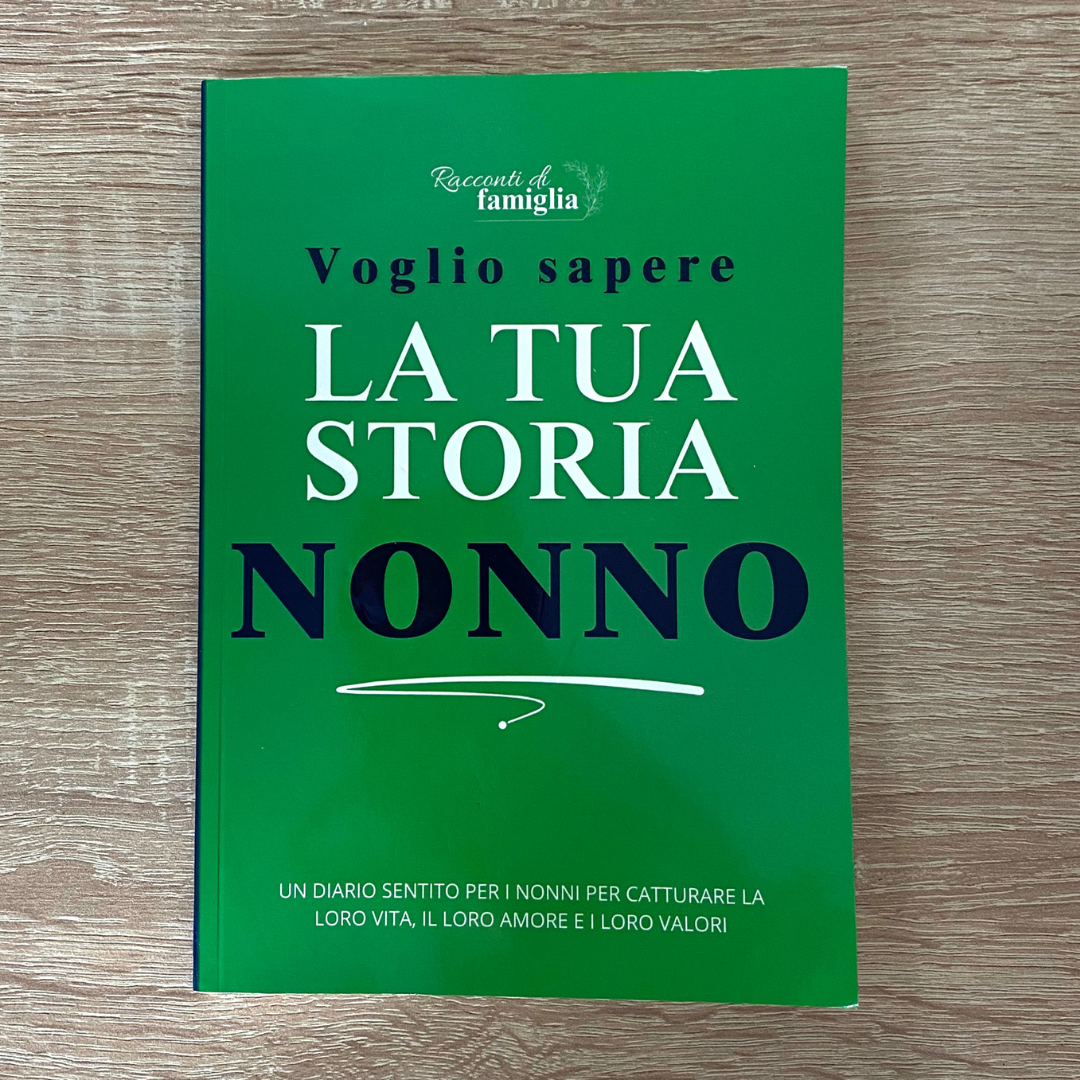 Racconti di
famiglia
Voglio sapere
LA TUA
STORIA
NONNO
UN DIARIO SENTITO PER I NONNI PER CATTURARE LA
LORO VITA, IL LORO AMORE E I LORO VALORI